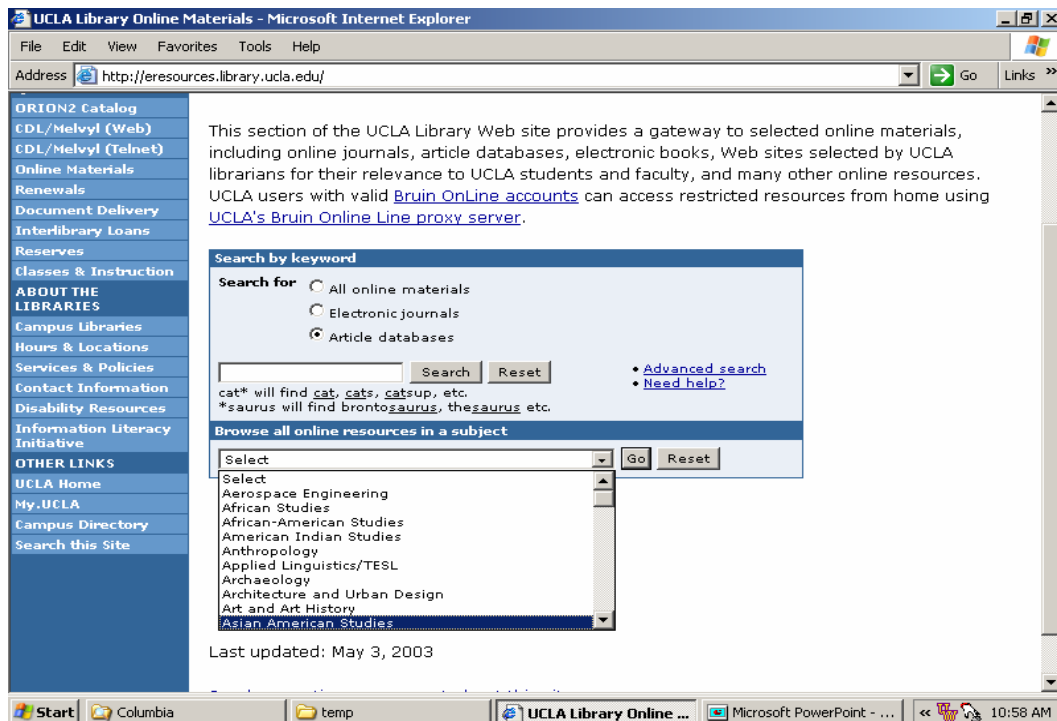 UCLA Library Online Materials - Microsoft Internet Explorer
File Edit View Favorites Tools Help
Address http://eresources.library.ucla.edu/ Go Links »
ORION2 Catalog
CDL/Melvyl (Web)
CDL/Melvyl (Telnet)
Online Materials
Renewals
Document Delivery
Interlibrary Loans
Reserves
Classes & Instruction
ABOUT THE
LIBRARIES
Campus Libraries
Hours & Locations
Services & Policies
Contact Information
Disability Resources
Information Literacy
Initiative
OTHER LINKS
UCLA Home
My.UCLA
Campus Directory
Search this Site
This section of the UCLA Library Web site provides a gateway to selected online materials,
including online journals, article databases, electronic books, Web sites selected by UCLA
librarians for their relevance to UCLA students and faculty, and many other online resources.
UCLA users with valid Bruin OnLine accounts can access restricted resources from home using
UCLA's Bruin Online Line proxy server.
Search by keyword
Search for All online materials
Electronic journals
Article databases
Search Reset
• Advanced search
• Need help?
cat* will find cat, cats, catsup, etc.
*saurus will find brontosaurus, thesaurus etc.
Browse all online resources in a subject
Select Go Reset
Select
Aerospace Engineering
African Studies
African-American Studies
American Indian Studies
Anthropology
Applied Linguistics/TESL
Archaeology
Architecture and Urban Design
Art and Art History
Asian American Studies
Last updated: May 3, 2003
Start Columbia temp UCLA Library Online ... Microsoft PowerPoint - ... « 10:58 AM